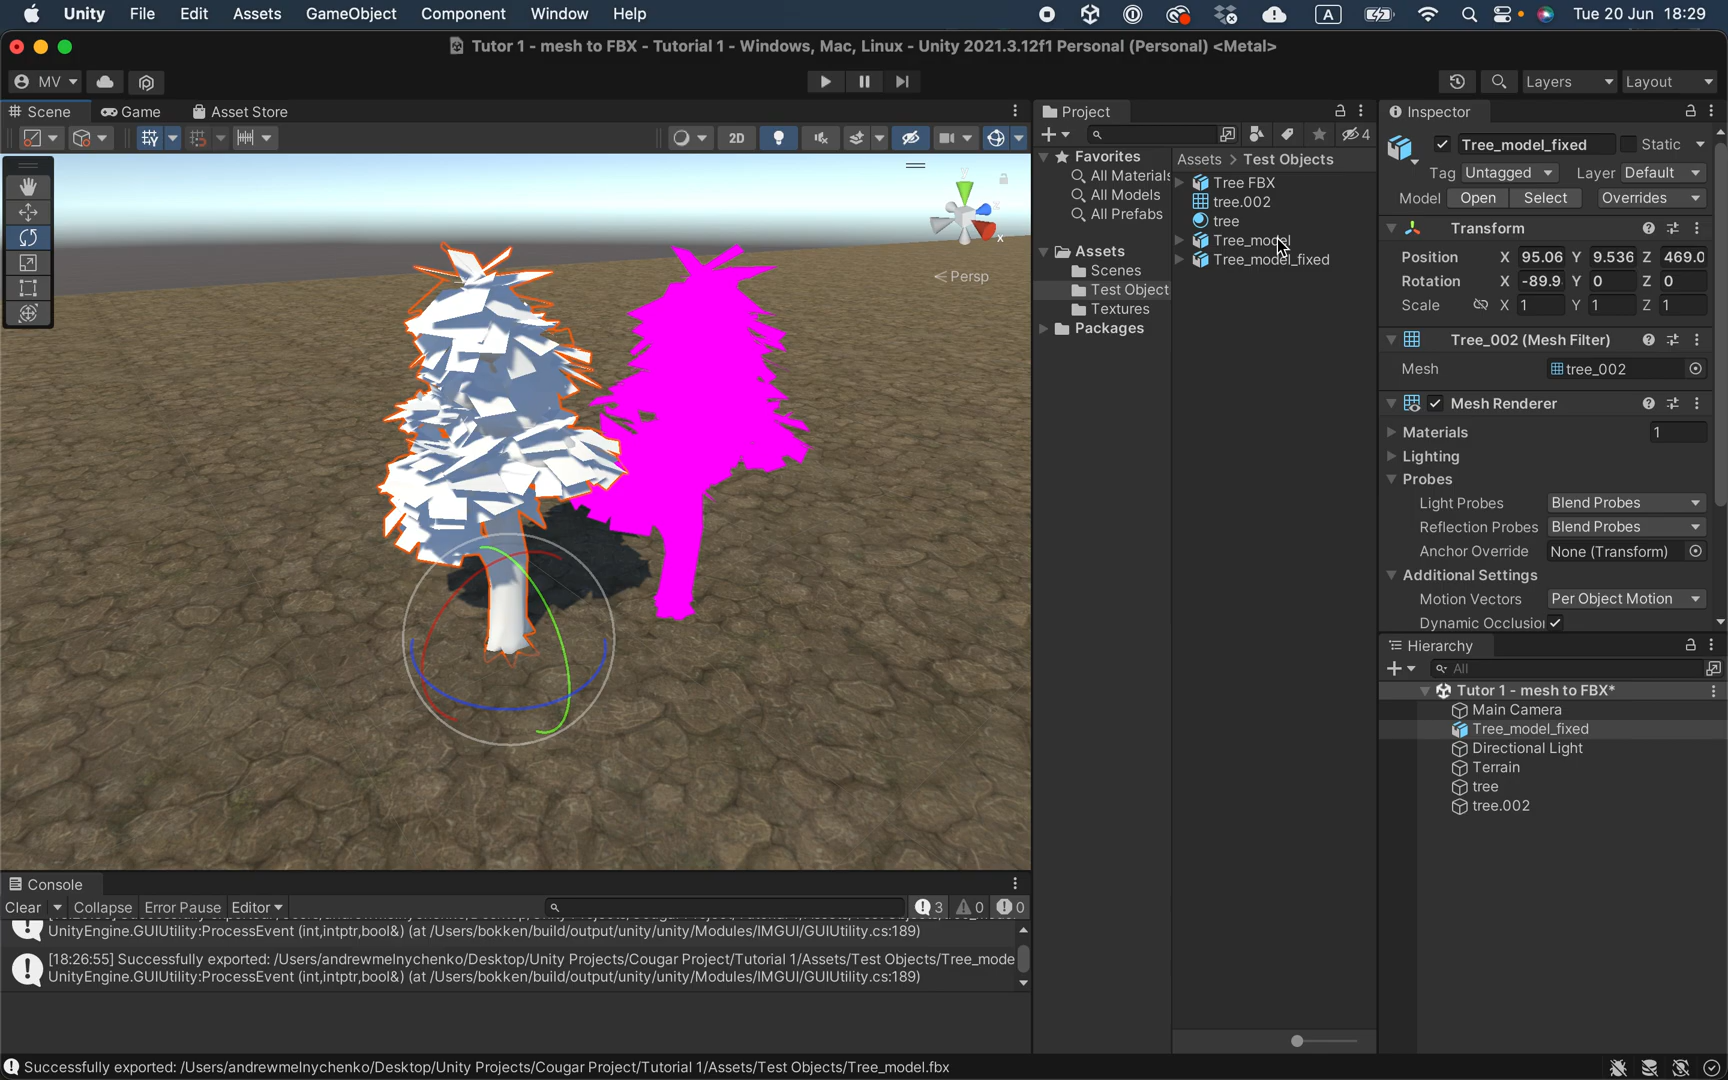 Unity File Edit Assets GameObject Component Window Help
A
Tue 20 Jun 18:29
Tutor 1 - mesh to FBX - Tutorial 1 - Windows, Mac, Linux - Unity 2021.3.12f1 Personal (Personal) <Metal>
MV
Layers
Layout
Scene
Game
Asset Store
2D
y
x
z
< Persp
Project
4
Favorites
All Materials
All Models
All Prefabs
Assets
Scenes
Test Object
Textures
Packages
Assets > Test Objects
Tree FBX
tree.002
tree
Tree_model
Tree_model_fixed
Inspector
Tree_model_fixed
Static
Tag Untagged Layer Default
Model Open Select Overrides
Transform
Position X 95.06 Y 9.536 Z 469.0
Rotation X -89.9 Y 0 Z 0
Scale X 1 Y 1 Z 1
Tree_002 (Mesh Filter)
Mesh tree_002
Mesh Renderer
Materials 1
Lighting
Probes
Light Probes Blend Probes
Reflection Probes Blend Probes
Anchor Override None (Transform)
Additional Settings
Motion Vectors Per Object Motion
Dynamic Occlusion
Hierarchy
All
Tutor 1 - mesh to FBX*
Main Camera
Tree_model_fixed
Directional Light
Terrain
tree
tree.002
Console
Clear Collapse Error Pause Editor
3 0 0
UnityEngine.GUIUtility:ProcessEvent (int,intptr,bool&) (at /Users/bokken/build/output/unity/unity/Modules/IMGUI/GUIUtility.cs:189)
[18:26:55] Successfully exported: /Users/andrewmelnychenko/Desktop/Unity Projects/Cougar Project/Tutorial 1/Assets/Test Objects/Tree_mode
UnityEngine.GUIUtility:ProcessEvent (int,intptr,bool&) (at /Users/bokken/build/output/unity/unity/Modules/IMGUI/GUIUtility.cs:189)
Successfully exported: /Users/andrewmelnychenko/Desktop/Unity Projects/Cougar Project/Tutorial 1/Assets/Test Objects/Tree_model.fbx